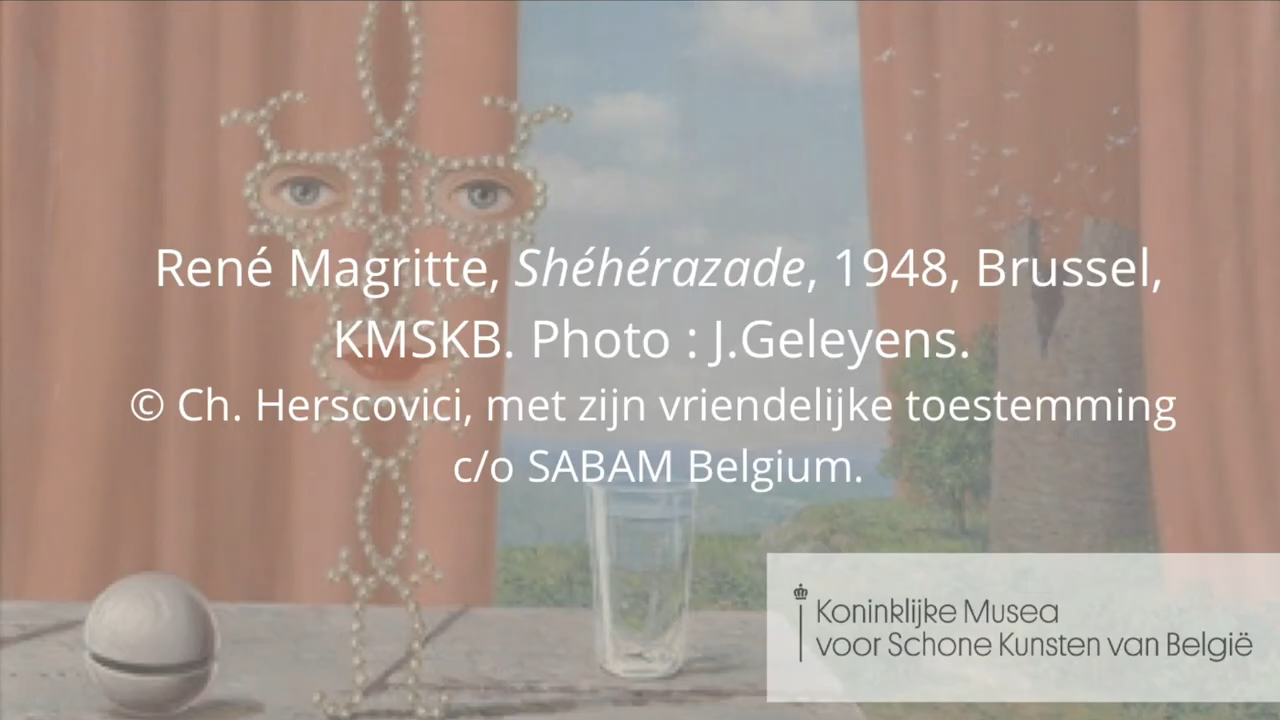 René Magritte, Shéhérazade, 1948, Brussel,
KMSKB. Photo : J.Geleyens.
© Ch. Herscovici, met zijn vriendelijke toestemming
c/o SABAM Belgium.
Koninklijke Musea
voor Schone Kunsten van België